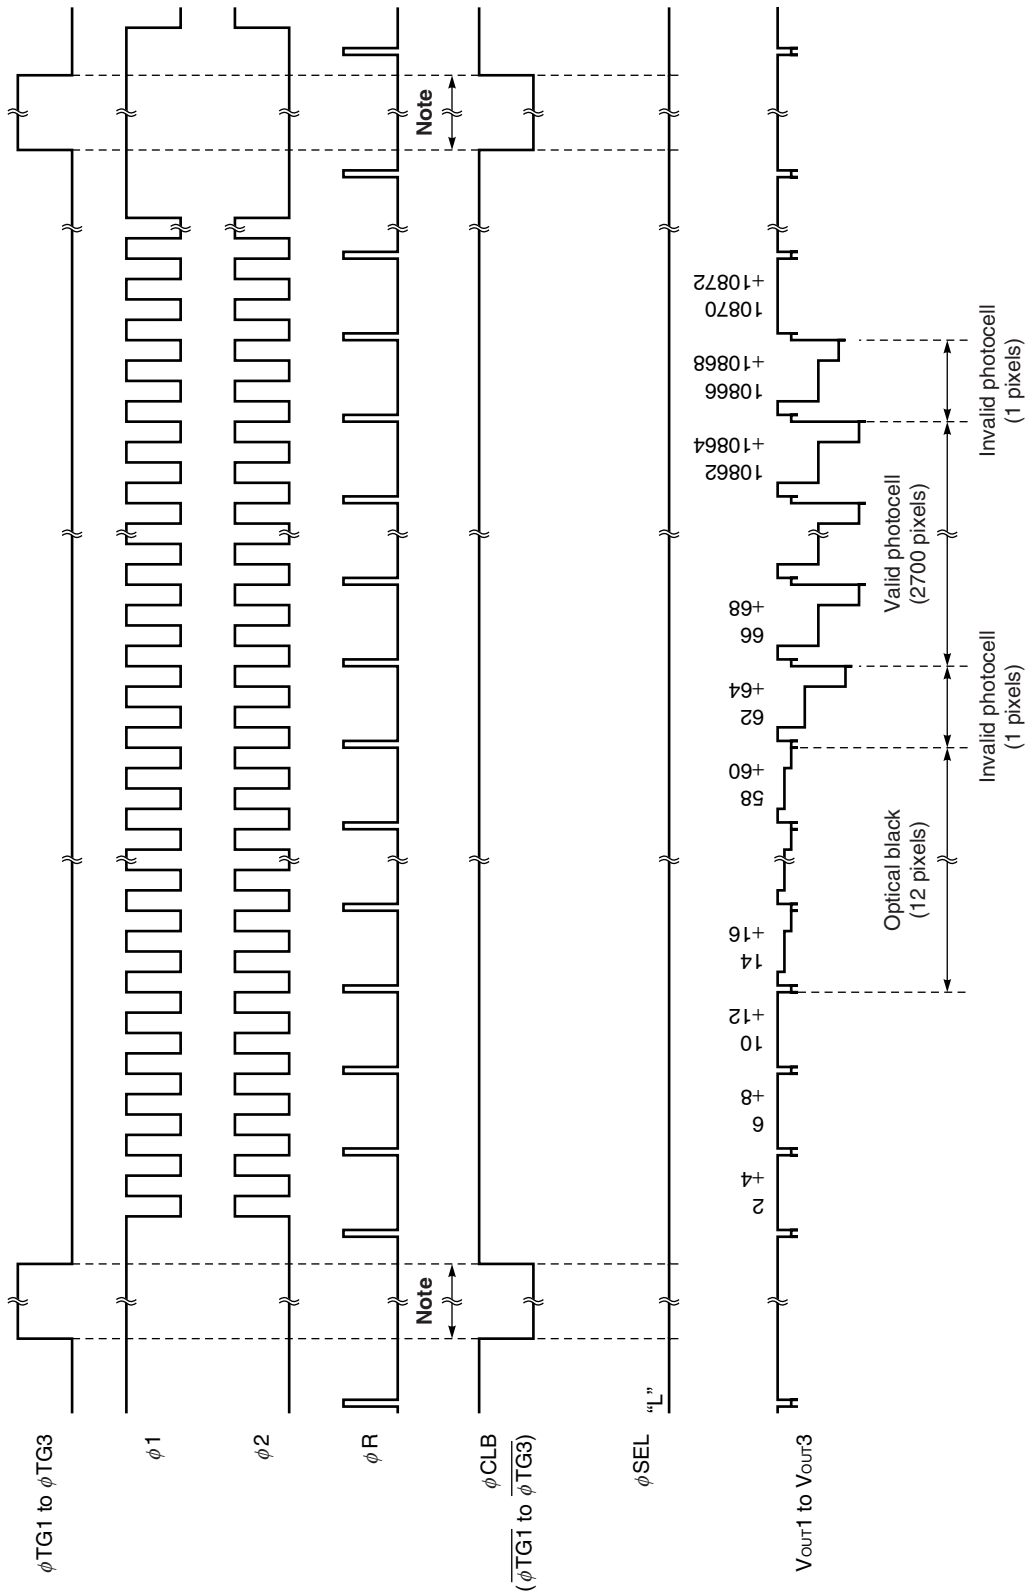 φTG1 to φTG3
φ1
φ2
φR
Note
Note
φCLB
(φTG1 to φTG3)
φSEL
“L”
2
+4
6
+8
10
+12
14
+16
58
+60
62
+64
66
+68
10862
+10864
10866
+10868
10870
+10872
VOUT1 to VOUT3
Optical black
(12 pixels)
Invalid photocell
(1 pixels)
Valid photocell
(2700 pixels)
Invalid photocell
(1 pixels)